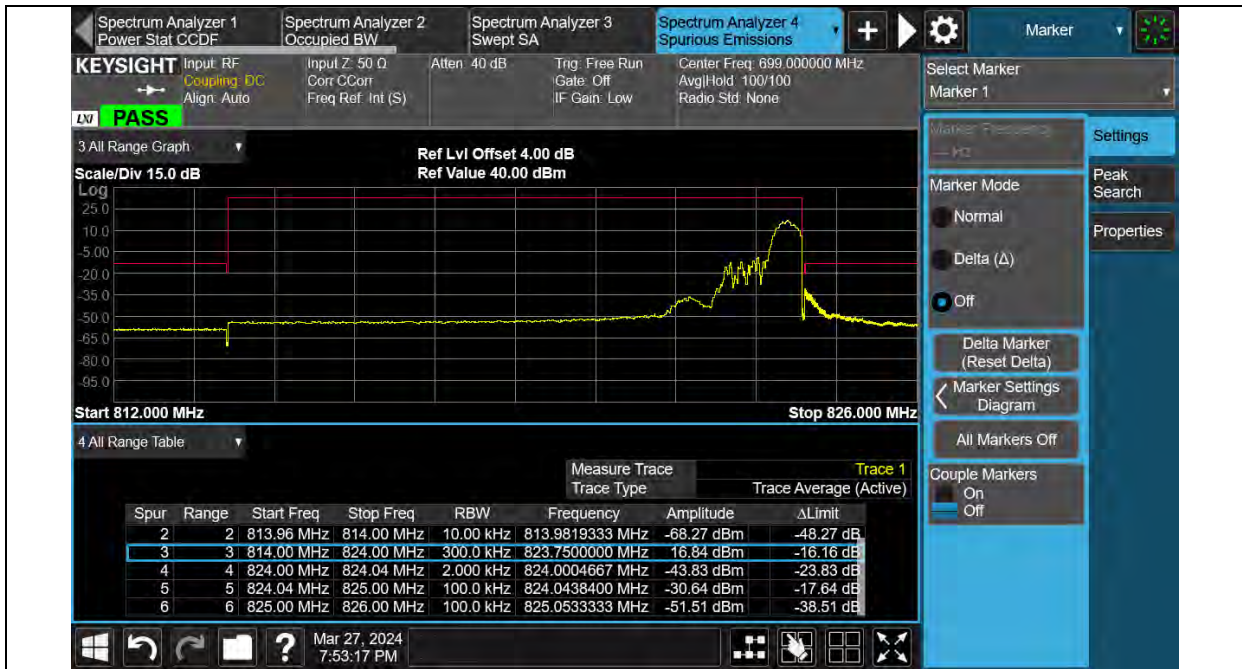 Spectrum Analyzer 1
Power Stat CCDF
Spectrum Analyzer 2
Occupied BW
Spectrum Analyzer 3
Swept SA
Spectrum Analyzer 4
Spurious Emissions
Marker
KEYSIGHT
Input: RF
Coupling: DC
Align: Auto
Input Z: 50 Ω
Corr CCorr
Freq Ref: Int (S)
Atten: 40 dB
Trig: Free Run
Gate: Off
IF Gain: Low
Center Freq: 699.000000 MHz
Avg|Hold: 100/100
Radio Std: None
LXI
PASS
Select Marker
Marker 1
Marker Frequency
--- Hz
Settings
Peak
Search
Properties
Marker Mode
Normal
Delta (Δ)
Off
Delta Marker
(Reset Delta)
Marker Settings
Diagram
All Markers Off
Couple Markers
On
Off
3 All Range Graph
Ref Lvl Offset 4.00 dB
Scale/Div 15.0 dB
Ref Value 40.00 dBm
Log
25.0
10.0
-5.00
-20.0
-35.0
-50.0
-65.0
-80.0
-95.0
Start 812.000 MHz
Stop 826.000 MHz
4 All Range Table
Measure Trace Trace 1
Trace Type Trace Average (Active)
Spur Range Start Freq Stop Freq RBW Frequency Amplitude ΔLimit
2 2 813.96 MHz 814.00 MHz 10.00 kHz 813.9819333 MHz -68.27 dBm -48.27 dB
3 3 814.00 MHz 824.00 MHz 300.0 kHz 823.7500000 MHz 16.84 dBm -16.16 dB
4 4 824.00 MHz 824.04 MHz 2.000 kHz 824.0004667 MHz -43.83 dBm -23.83 dB
5 5 824.04 MHz 825.00 MHz 100.0 kHz 824.0438400 MHz -30.64 dBm -17.64 dB
6 6 825.00 MHz 826.00 MHz 100.0 kHz 825.0533333 MHz -51.51 dBm -38.51 dB
?
Mar 27, 2024
7:53:17 PM